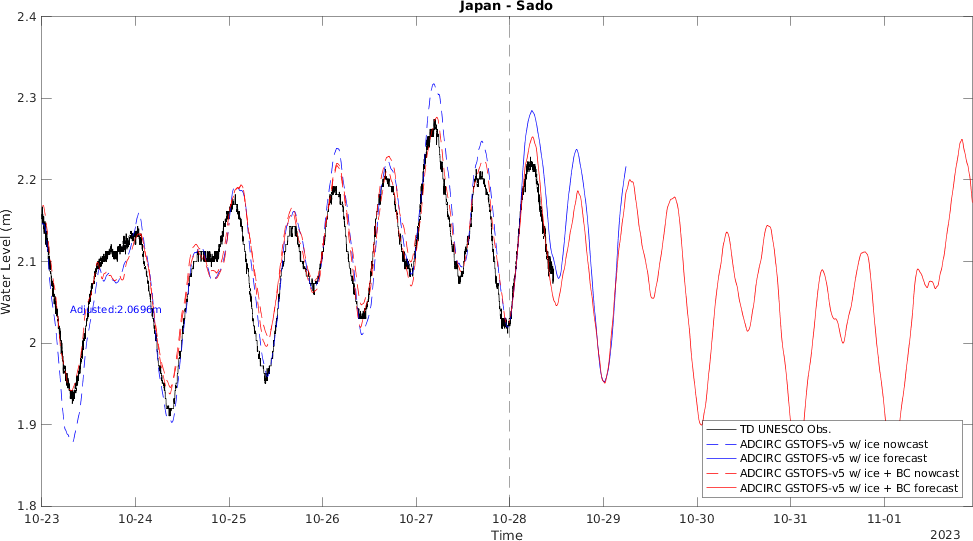 Japan - Sado
Water Level (m)
2.4
2.3
2.2
2.1
2
1.9
1.8
Adjusted:2.0696m
TD UNESCO Obs.
ADCIRC GSTOFS-v5 w/ ice nowcast
ADCIRC GSTOFS-v5 w/ ice forecast
ADCIRC GSTOFS-v5 w/ ice + BC nowcast
ADCIRC GSTOFS-v5 w/ ice + BC forecast
10-23 10-24 10-25 10-26 10-27 10-28 10-29 10-30 10-31 11-01
Time
2023